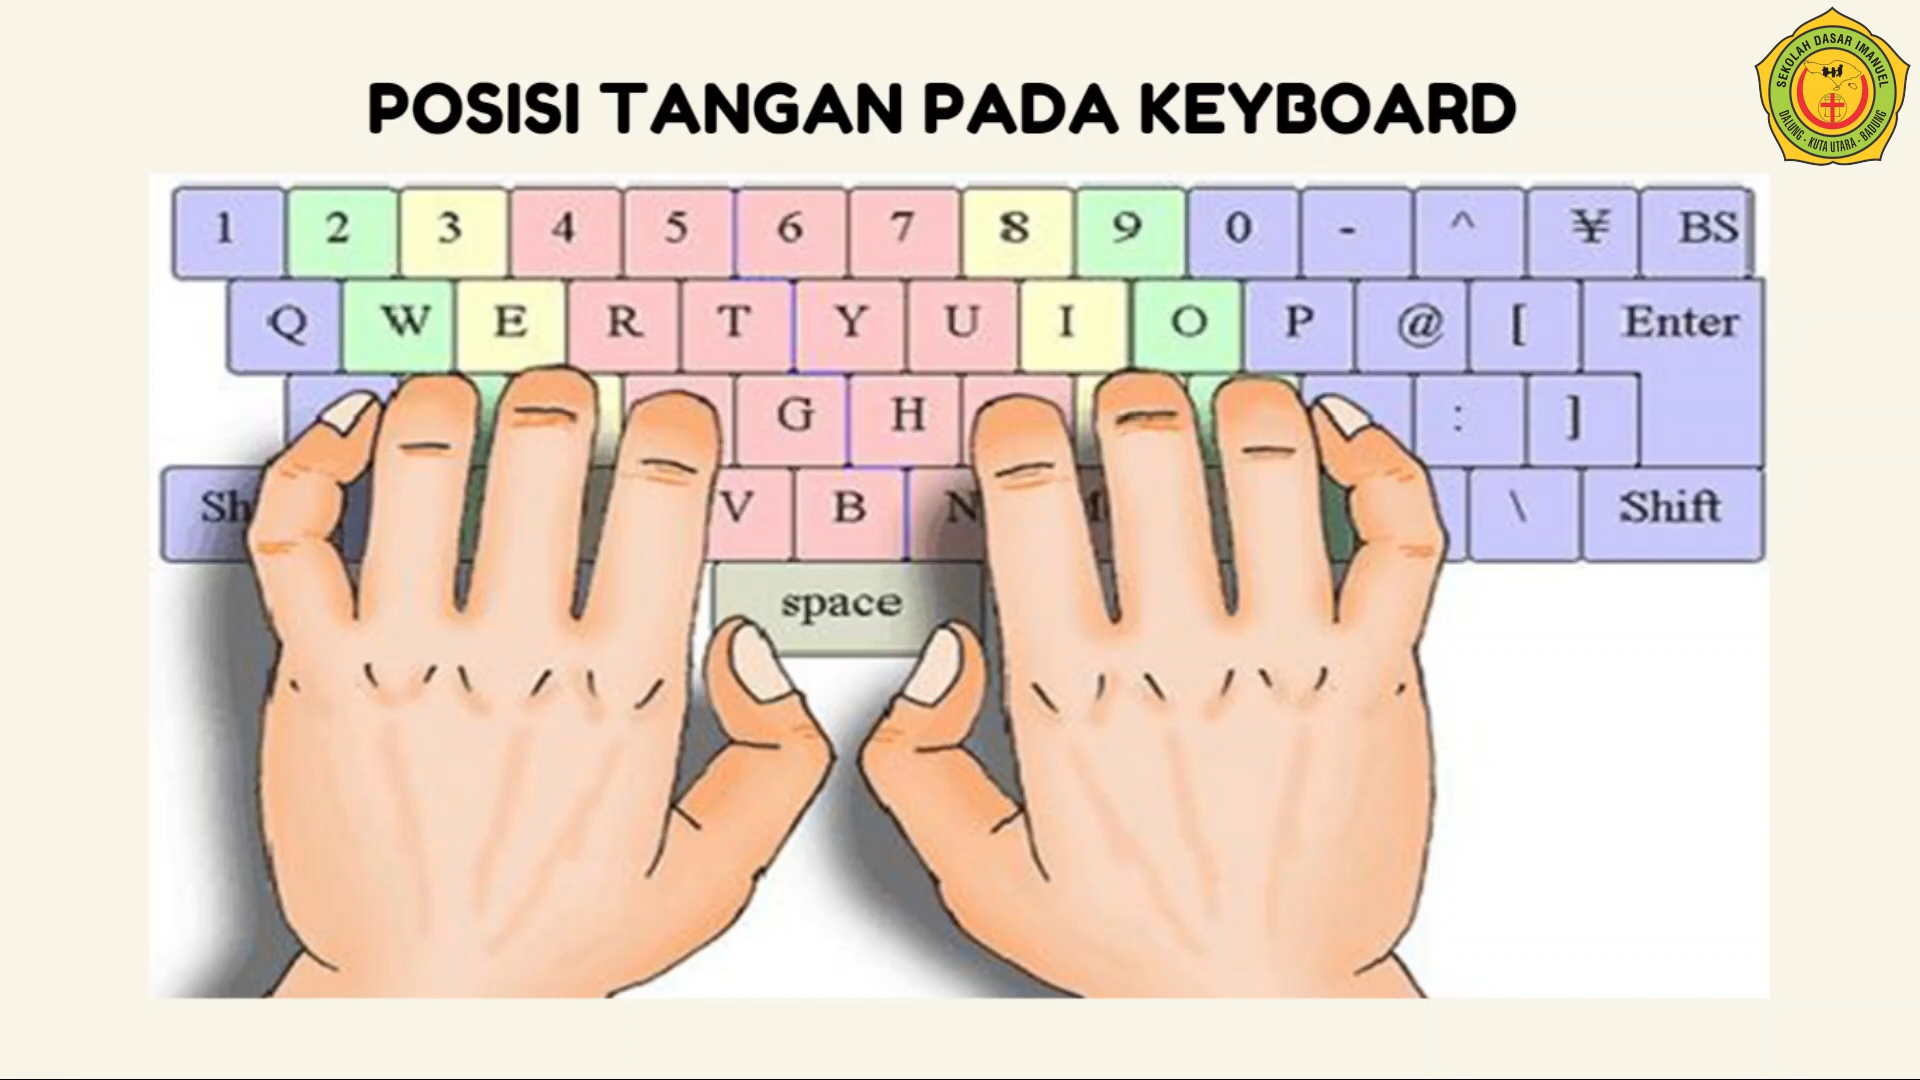 POSISI TANGAN PADA KEYBOARD
SEKOLAH DASAR IMANUEL
DALUNG - KUTA UTARA - BADUNG
1 2 3 4 5 6 7 8 9 0 - ^ ¥ BS
Q W E R T Y U I O P @ [ Enter
G H : ]
Sh V B N M \ Shift
space